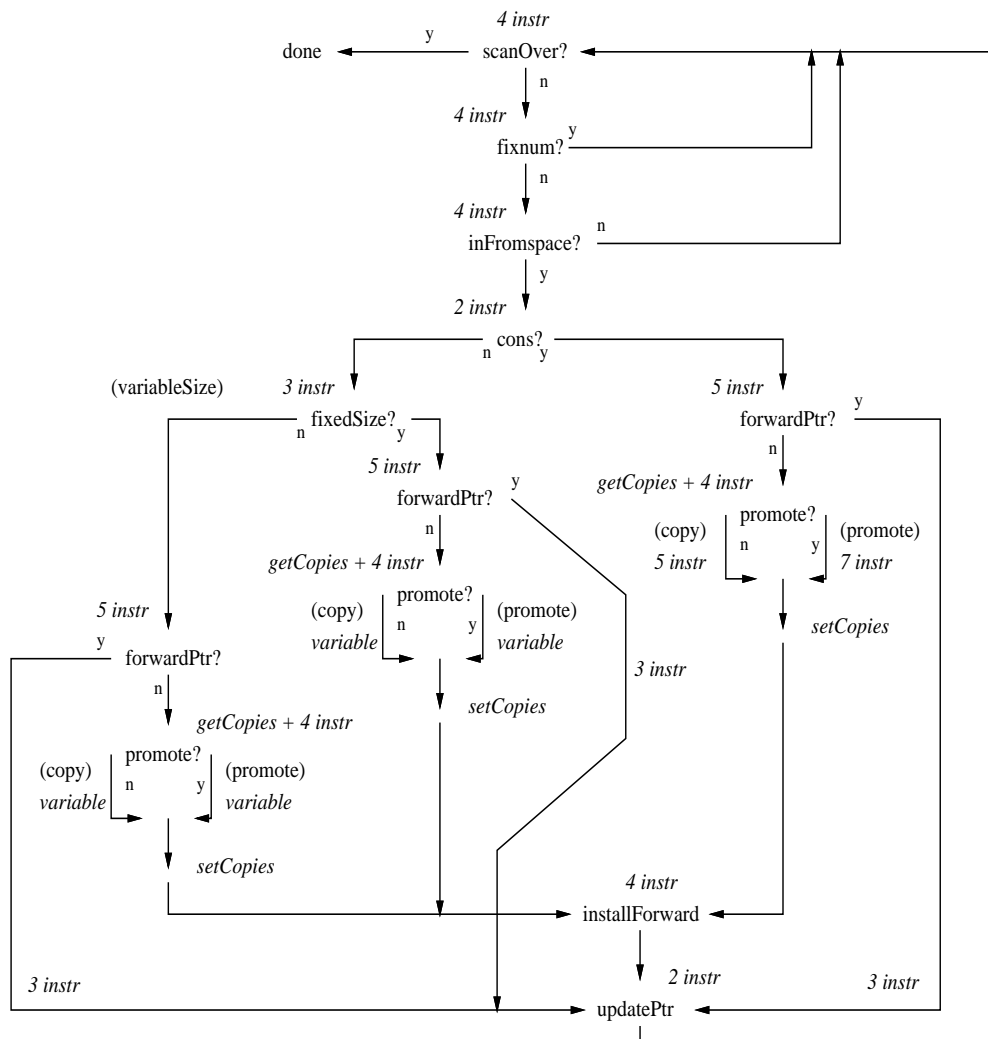 4 instr
done
y
scanOver?
n
4 instr
fixnum?
y
n
4 instr
inFromspace?
n
y
2 instr
n
cons?
y
(variableSize)
3 instr
n
fixedSize?
y
5 instr
forwardPtr?
y
n
5 instr
forwardPtr?
y
n
getCopies + 4 instr
promote?
(copy)
n
y
(promote)
5 instr
7 instr
setCopies
getCopies + 4 instr
promote?
(copy)
n
y
(promote)
variable
variable
setCopies
3 instr
5 instr
y
forwardPtr?
n
getCopies + 4 instr
promote?
(copy)
n
y
(promote)
variable
variable
setCopies
4 instr
installForward
3 instr
2 instr
3 instr
updatePtr